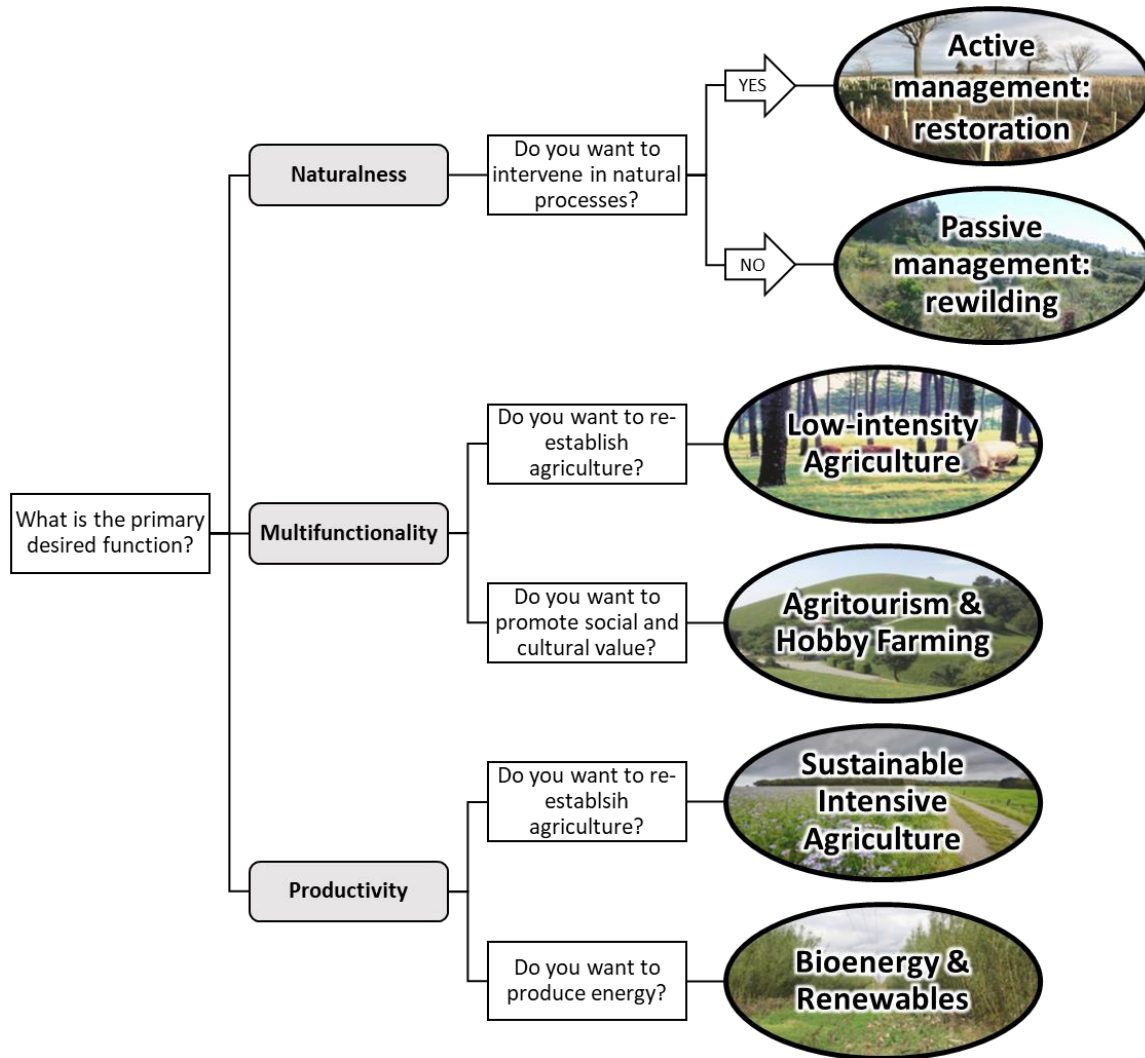 What is the primary
desired function?
Naturalness
Do you want to
intervene in natural
processes?
YES
Active
management:
restoration
NO
Passive
management:
rewilding
Multifunctionality
Do you want to re-
establish
agriculture?
Low-intensity
Agriculture
Do you want to
promote social and
cultural value?
Agritourism &
Hobby Farming
Productivity
Do you want to re-
establsih
agriculture?
Sustainable
Intensive
Agriculture
Do you want to
produce energy?
Bioenergy &
Renewables